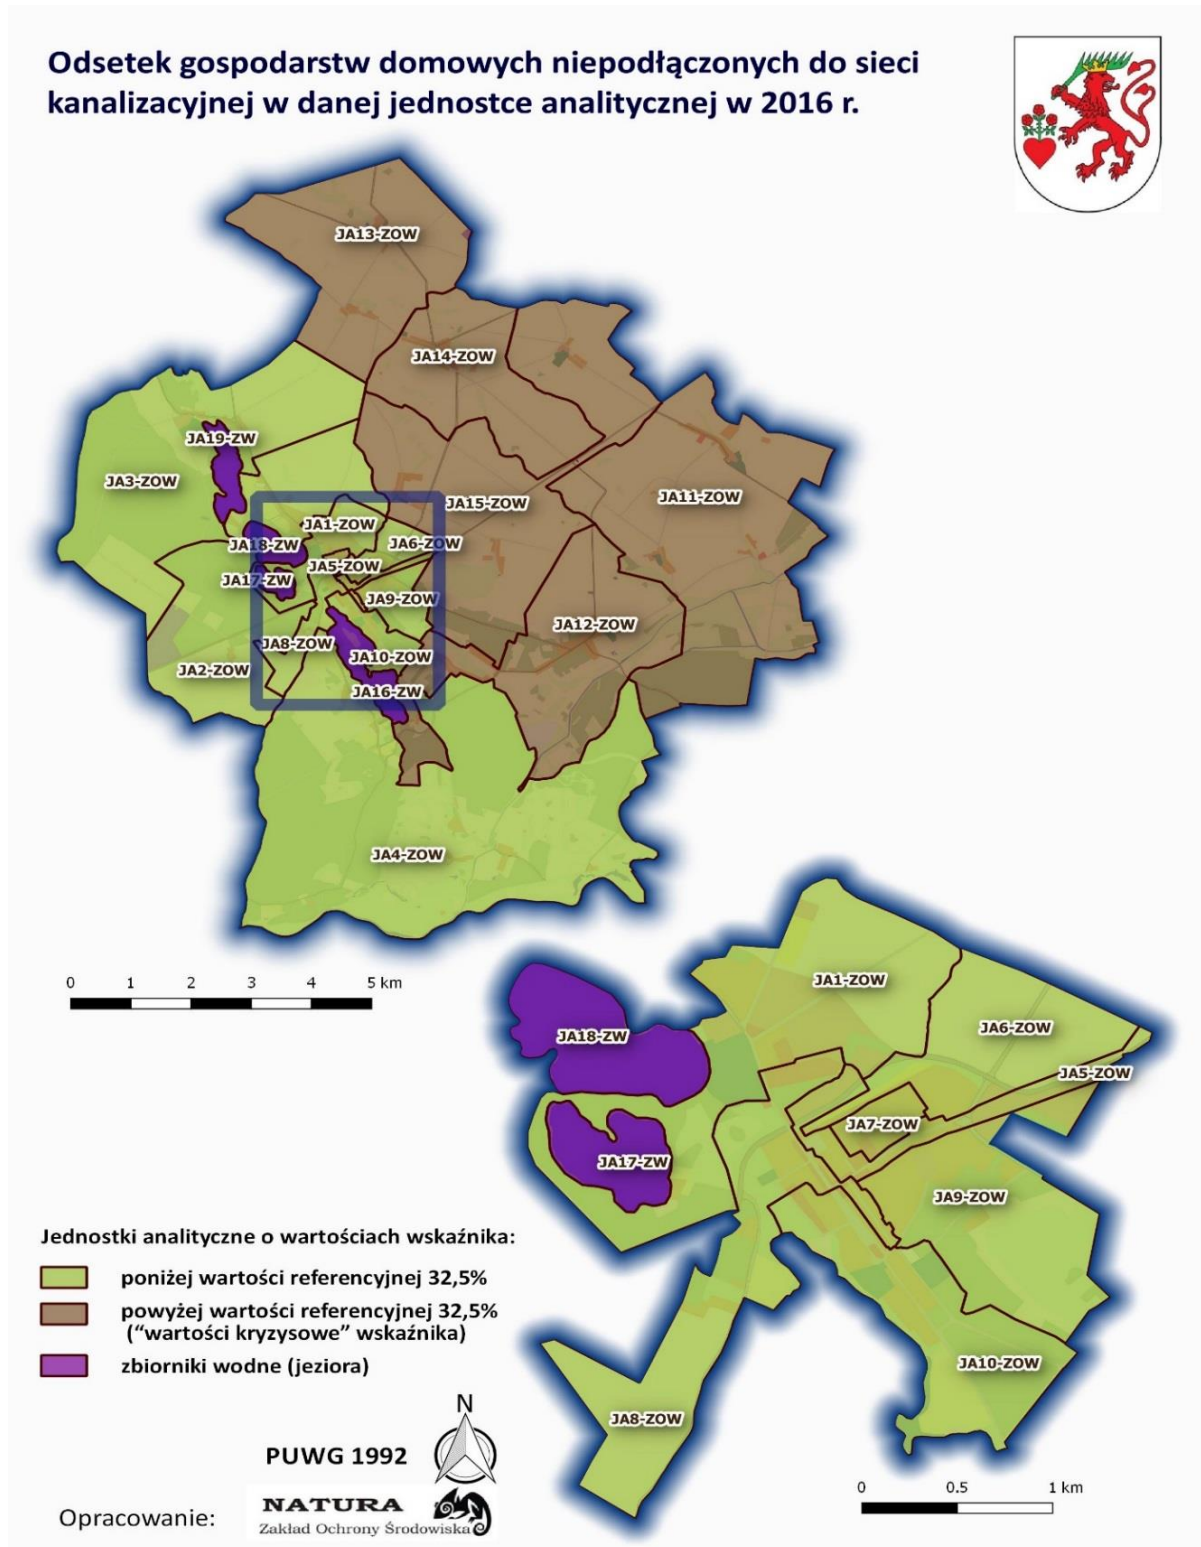 Odsetek gospodarstw domowych niepodłączonych do sieci
kanalizacyjnej w danej jednostce analitycznej w 2016 r.
JA13-ZOW
JA14-ZOW
JA19-ZW
JA3-ZOW
JA11-ZOW
JA15-ZOW
JA1-ZOW
JA18-ZW
JA6-ZOW
JA5-ZOW
JA17-ZW
JA9-ZOW
JA12-ZOW
JA8-ZOW
JA10-ZOW
JA2-ZOW
JA16-ZW
JA4-ZOW
0 1 2 3 4 5 km
JA1-ZOW
JA6-ZOW
JA18-ZW
JA5-ZOW
JA7-ZOW
JA17-ZW
JA9-ZOW
JA10-ZOW
JA8-ZOW
0 0.5 1 km
Jednostki analityczne o wartościach wskaźnika:
poniżej wartości referencyjnej 32,5%
powyżej wartości referencyjnej 32,5%
("wartości kryzysowe" wskaźnika)
zbiorniki wodne (jeziora)
N
PUWG 1992
Opracowanie:
NATURA
Zakład Ochrony Środowiska